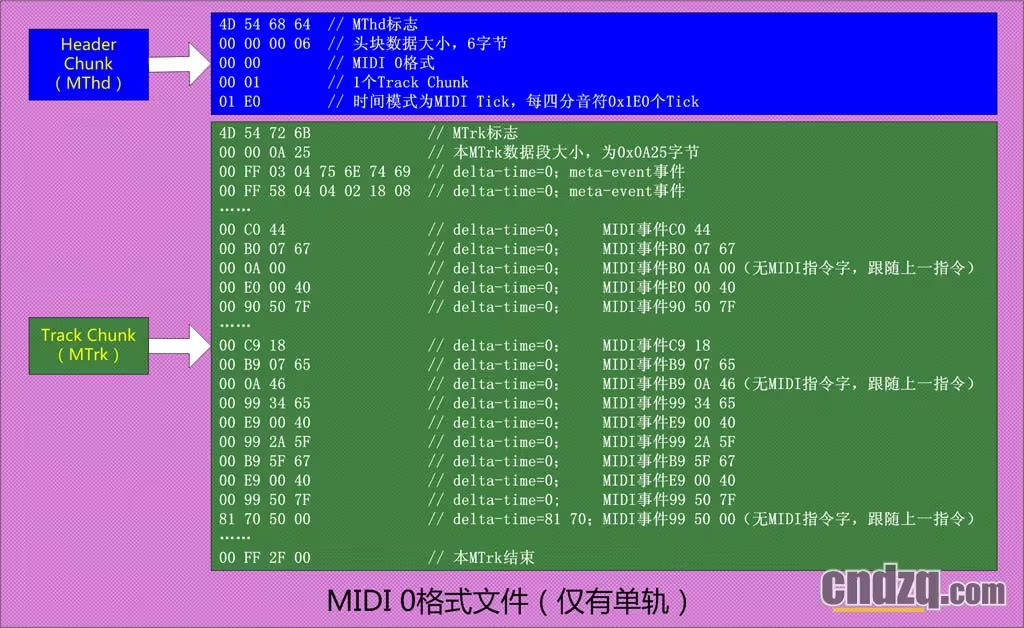 Header
Chunk
（MThd）
4D 54 68 64 // MThd标志
00 00 00 06 // 头块数据大小，6字节
00 00 // MIDI 0格式
00 01 // 1个Track Chunk
01 E0 // 时间模式为MIDI Tick，每四分音符0x1E0个Tick
Track Chunk
（MTrk）
4D 54 72 6B // MTrk标志
00 00 0A 25 // 本MTrk数据段大小，为0x0A25字节
00 FF 03 04 75 6E 74 69 // delta-time=0；meta-event事件
00 FF 58 04 04 02 18 08 // delta-time=0；meta-event事件
……
00 C0 44 // delta-time=0； MIDI事件C0 44
00 B0 07 67 // delta-time=0； MIDI事件B0 07 67
00 0A 00 // delta-time=0； MIDI事件B0 0A 00（无MIDI指令字，跟随上一指令）
00 E0 00 40 // delta-time=0； MIDI事件E0 00 40
00 90 50 7F // delta-time=0； MIDI事件90 50 7F
……
00 C9 18 // delta-time=0； MIDI事件C9 18
00 B9 07 65 // delta-time=0； MIDI事件B9 07 65
00 0A 46 // delta-time=0； MIDI事件B9 0A 46（无MIDI指令字，跟随上一指令）
00 99 34 65 // delta-time=0； MIDI事件99 34 65
00 E9 00 40 // delta-time=0； MIDI事件E9 00 40
00 99 2A 5F // delta-time=0； MIDI事件99 2A 5F
00 B9 5F 67 // delta-time=0； MIDI事件B9 5F 67
00 E9 00 40 // delta-time=0； MIDI事件E9 00 40
00 99 50 7F // delta-time=0； MIDI事件99 50 7F
81 70 50 00 // delta-time=81 70；MIDI事件99 50 00（无MIDI指令字，跟随上一指令）
……
00 FF 2F 00 // 本MTrk结束
MIDI 0格式文件（仅有单轨）
cndzq.com